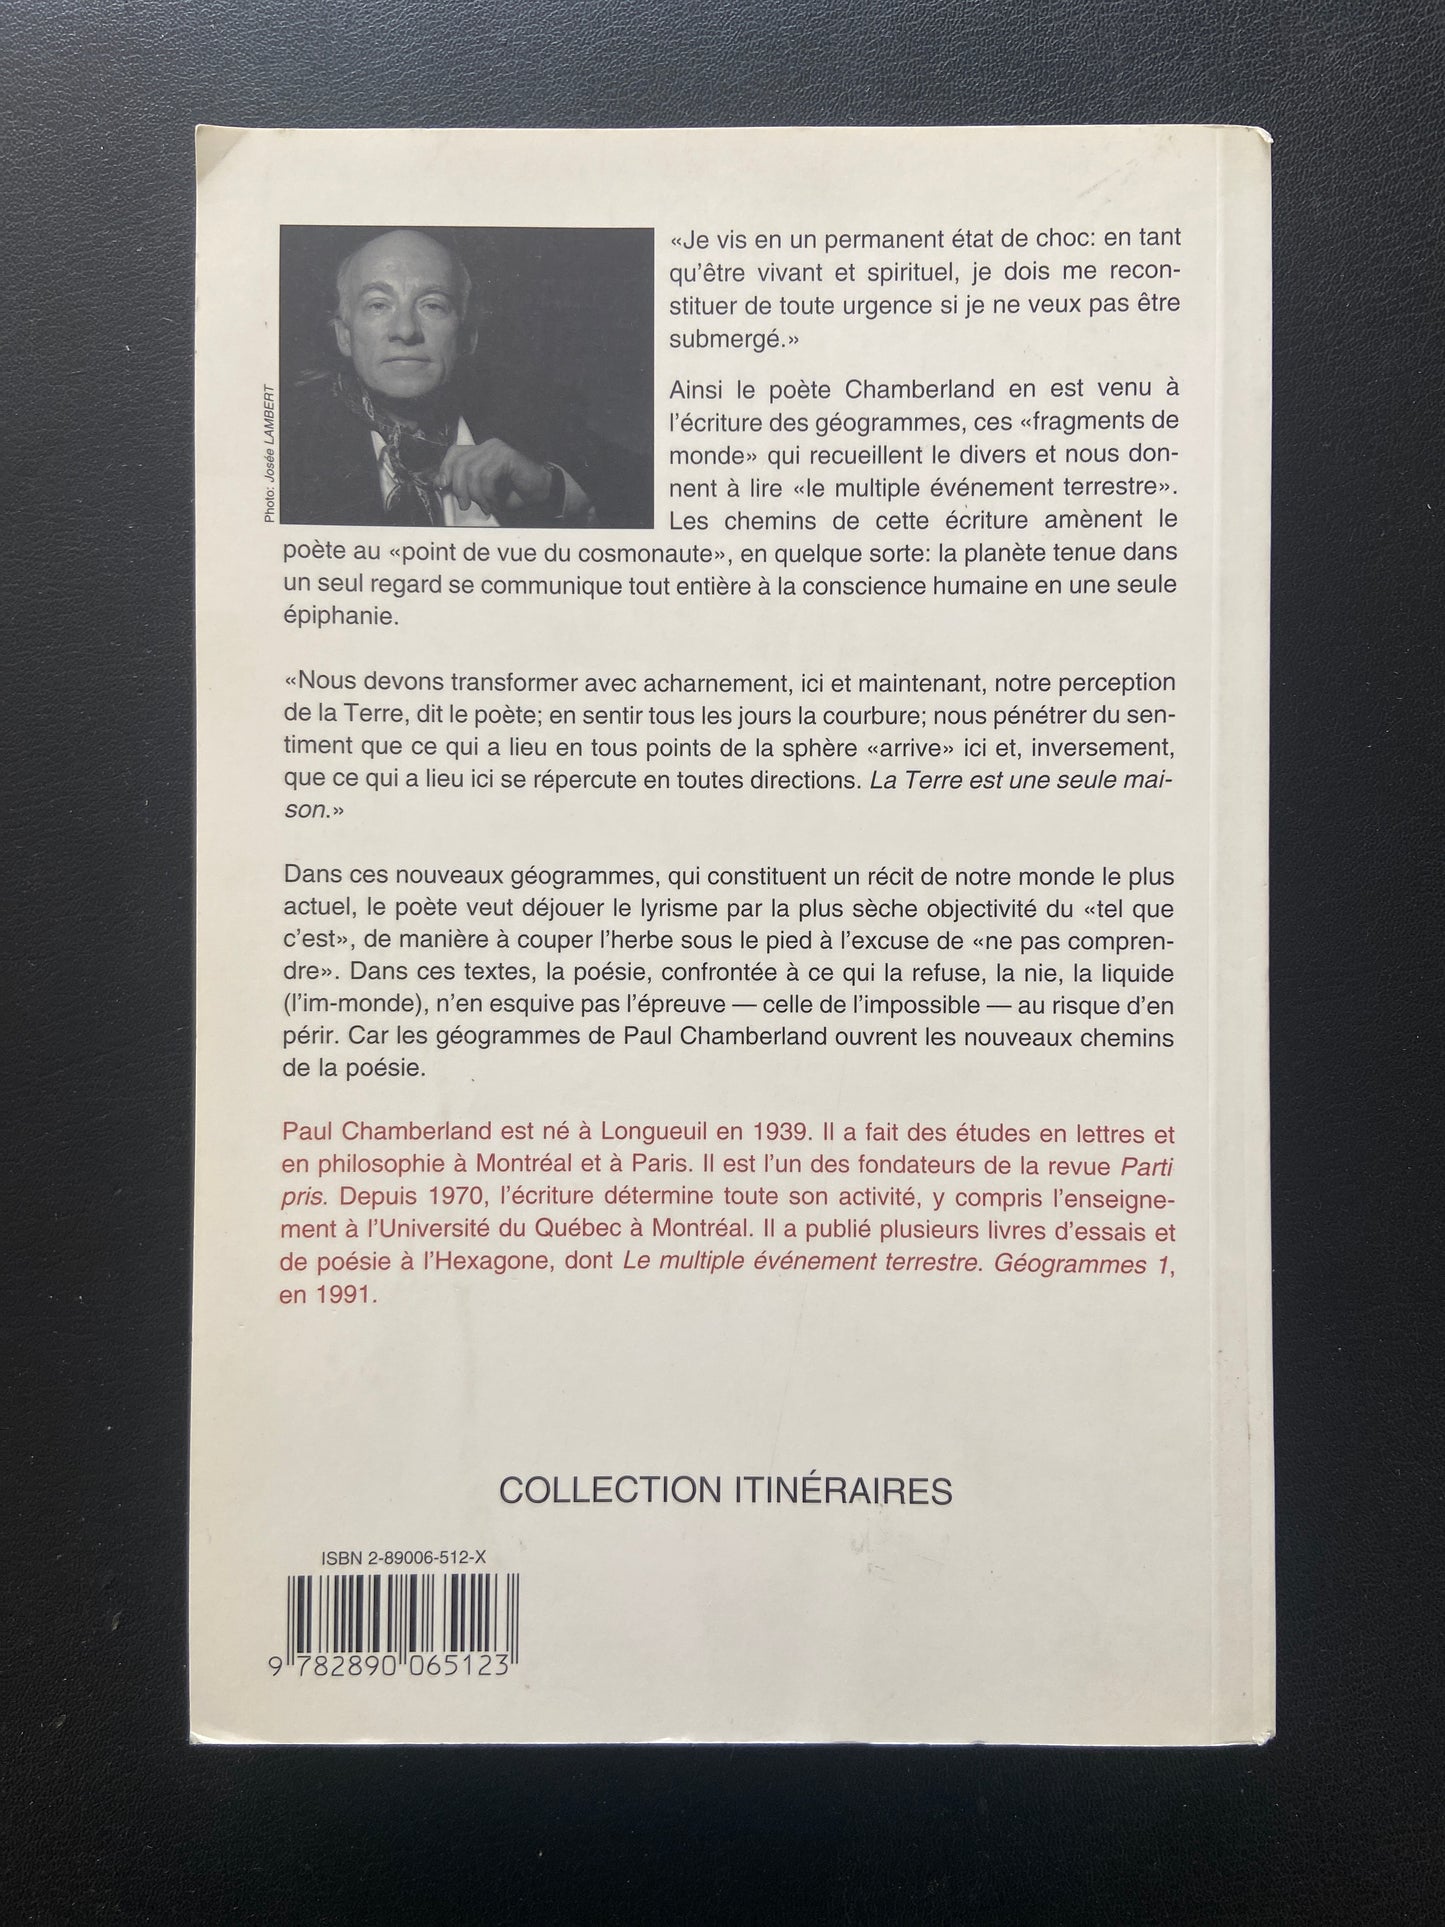 «Je vis en un permanent état de choc: en tant
qu'être vivant et spirituel, je dois me recon-
stituer de toute urgence si je ne veux pas être
submergé.»
Photo: Josée LAMBERT
Ainsi le poète Chamberland en est venu à
l'écriture des géogrammes, ces «fragments de
monde» qui recueillent le divers et nous don-
nent à lire «le multiple événement terrestre».
Les chemins de cette écriture amènent le
poète au «point de vue du cosmonaute», en quelque sorte: la planète tenue dans
un seul regard se communique tout entière à la conscience humaine en une seule
épiphanie.
«Nous devons transformer avec acharnement, ici et maintenant, notre perception
de la Terre, dit le poète; en sentir tous les jours la courbure; nous pénétrer du sen-
timent que ce qui a lieu en tous points de la sphère «arrive» ici et, inversement,
que ce qui a lieu ici se répercute en toutes directions. La Terre est une seule mai-
son.»
Dans ces nouveaux géogrammes, qui constituent un récit de notre monde le plus
actuel, le poète veut déjouer le lyrisme par la plus sèche objectivité du «tel que
c'est», de manière à couper l'herbe sous le pied à l'excuse de «ne pas compren-
dre». Dans ces textes, la poésie, confrontée à ce qui la refuse, la nie, la liquide
(l'im-monde), n'en esquive pas l'épreuve — celle de l'impossible — au risque d'en
périr. Car les géogrammes de Paul Chamberland ouvrent les nouveaux chemins
de la poésie.
Paul Chamberland est né à Longueuil en 1939. Il a fait des études en lettres et
en philosophie à Montréal et à Paris. Il est l'un des fondateurs de la revue Parti
pris. Depuis 1970, l'écriture détermine toute son activité, y compris l'enseigne-
ment à l'Université du Québec à Montréal. Il a publié plusieurs livres d'essais et
de poésie à l'Hexagone, dont Le multiple événement terrestre. Géogrammes 1,
en 1991.
COLLECTION ITINÉRAIRES
ISBN 2-89006-512-X
9 782890 065123